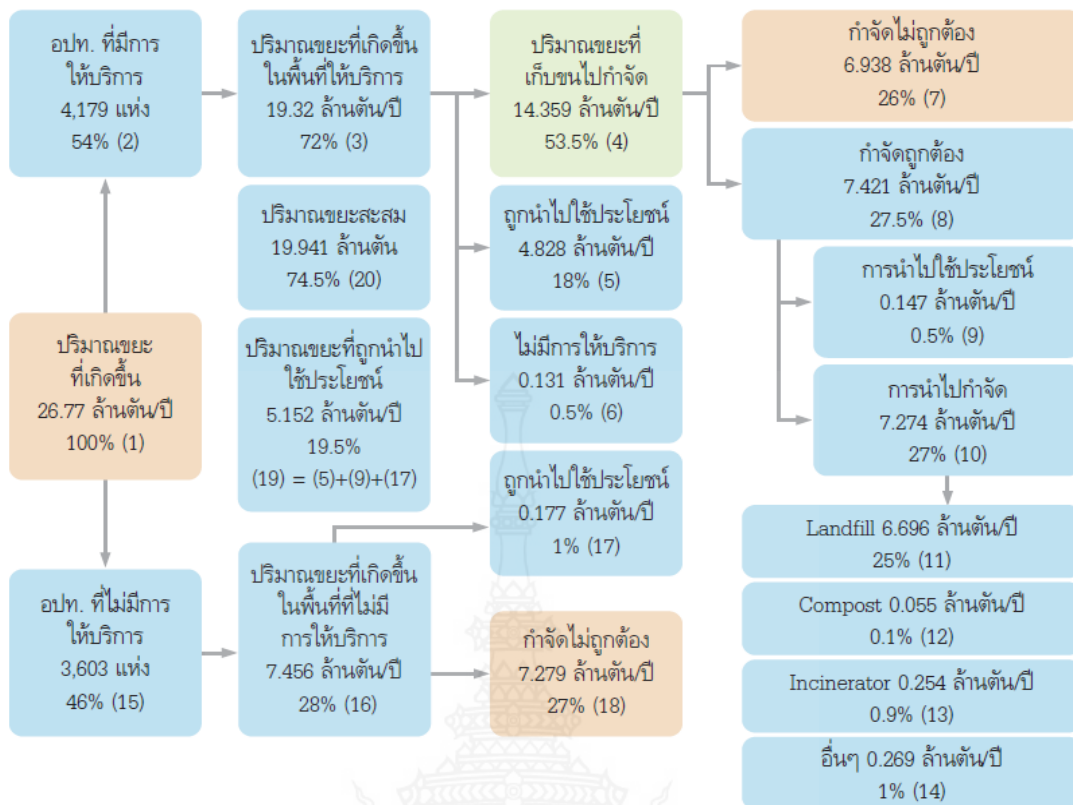 อปท. ที่มีการ
ให้บริการ
4,179 แห่ง
54% (2)
ปริมาณขยะที่เกิดขึ้น
ในพื้นที่ให้บริการ
19.32 ล้านตัน/ปี
72% (3)
ปริมาณขยะที่
เก็บขนไปกำจัด
14.359 ล้านตัน/ปี
53.5% (4)
กำจัดไม่ถูกต้อง
6.938 ล้านตัน/ปี
26% (7)
กำจัดถูกต้อง
7.421 ล้านตัน/ปี
27.5% (8)
ปริมาณขยะสะสม
19.941 ล้านตัน
74.5% (20)
ถูกนำไปใช้ประโยชน์
4.828 ล้านตัน/ปี
18% (5)
การนำไปใช้ประโยชน์
0.147 ล้านตัน/ปี
0.5% (9)
ปริมาณขยะ
ที่เกิดขึ้น
26.77 ล้านตัน/ปี
100% (1)
ปริมาณขยะที่ถูกนำไป
ใช้ประโยชน์
5.152 ล้านตัน/ปี
19.5%
(19) = (5)+(9)+(17)
ไม่มีการให้บริการ
0.131 ล้านตัน/ปี
0.5% (6)
การนำไปกำจัด
7.274 ล้านตัน/ปี
27% (10)
ถูกนำไปใช้ประโยชน์
0.177 ล้านตัน/ปี
1% (17)
Landfill 6.696 ล้านตัน/ปี
25% (11)
อปท. ที่ไม่มีการ
ให้บริการ
3,603 แห่ง
46% (15)
ปริมาณขยะที่เกิดขึ้น
ในพื้นที่ที่ไม่มี
การให้บริการ
7.456 ล้านตัน/ปี
28% (16)
กำจัดไม่ถูกต้อง
7.279 ล้านตัน/ปี
27% (18)
Compost 0.055 ล้านตัน/ปี
0.1% (12)
Incinerator 0.254 ล้านตัน/ปี
0.9% (13)
อื่นๆ 0.269 ล้านตัน/ปี
1% (14)